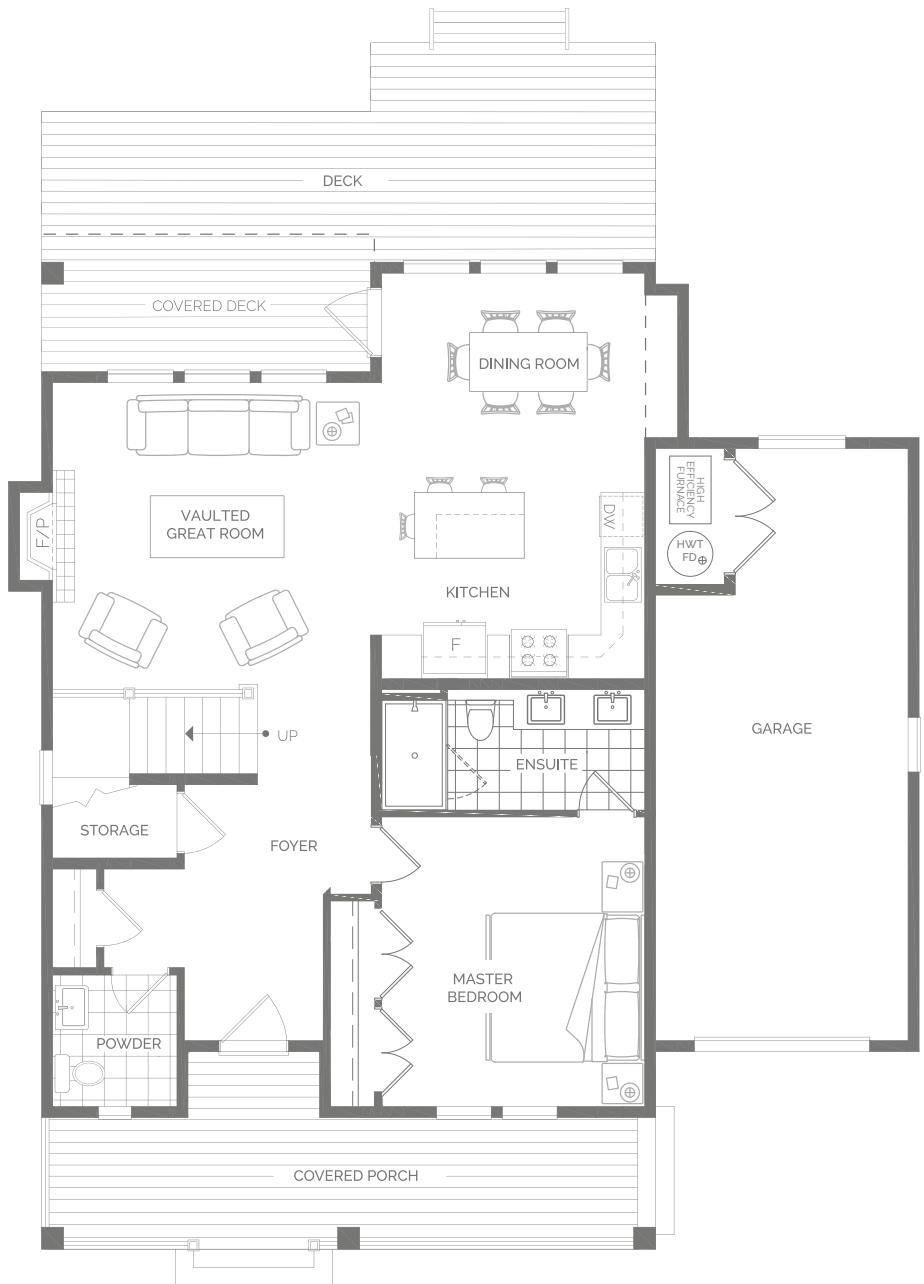 DECK
COVERED DECK
DINING ROOM
HIGH
EFFICIENCY
FURNACE
VAULTED
GREAT ROOM
F/P
DW
HWT
FD
KITCHEN
F
UP
GARAGE
ENSUITE
STORAGE
FOYER
MASTER
BEDROOM
POWDER
COVERED PORCH